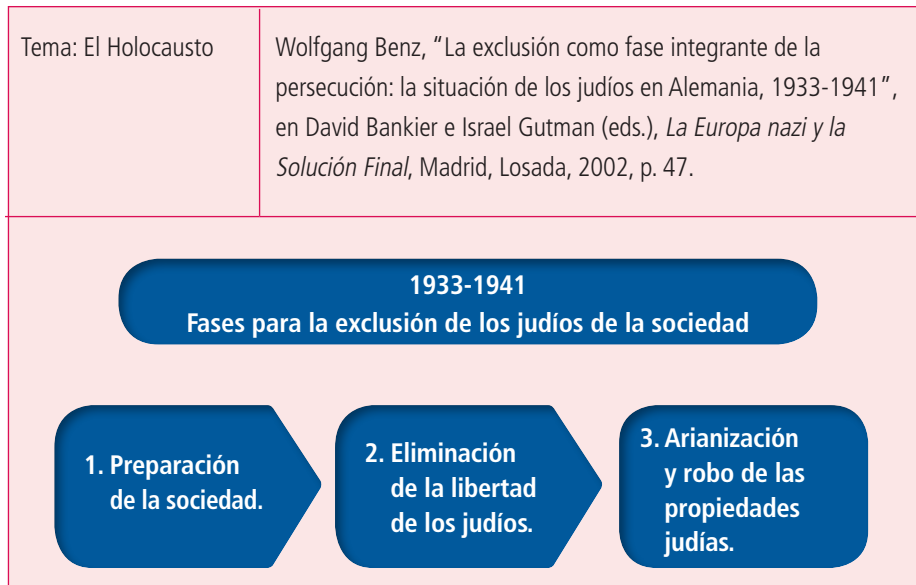 Tema: El Holocausto
Wolfgang Benz, “La exclusión como fase integrante de la
persecución: la situación de los judíos en Alemania, 1933-1941”,
en David Bankier e Israel Gutman (eds.), La Europa nazi y la
Solución Final, Madrid, Losada, 2002, p. 47.
1933-1941
Fases para la exclusión de los judíos de la sociedad
1. Preparación
de la sociedad.
2. Eliminación
de la libertad
de los judíos.
3. Arianización
y robo de las
propiedades
judías.